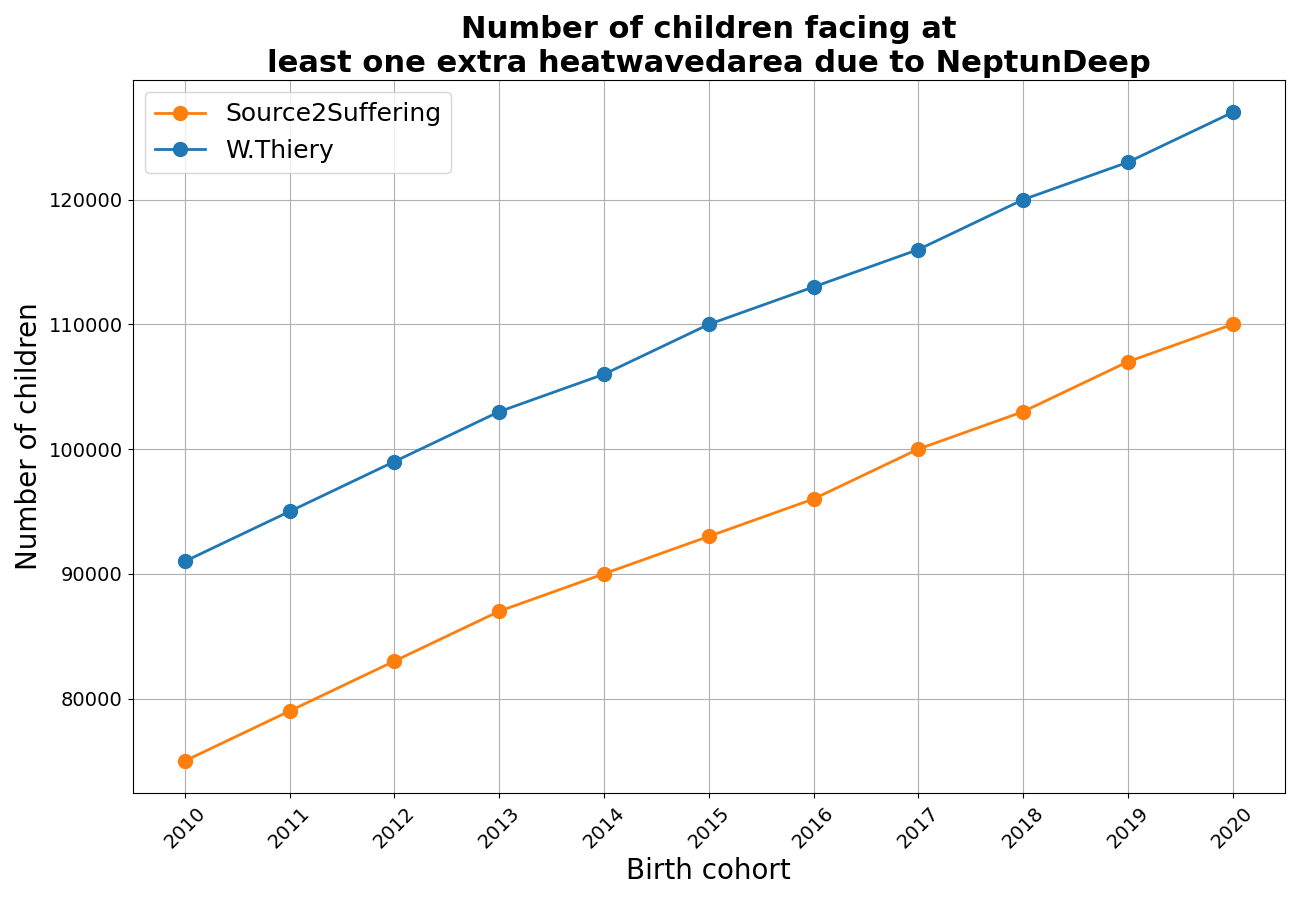 Number of children facing at
least one extra heatwavedarea due to NeptunDeep
Source2Suffering
W.Thiery
Number of children
120000
110000
100000
90000
80000
2010
2011
2012
2013
2014
2015
2016
2017
2018
2019
2020
Birth cohort